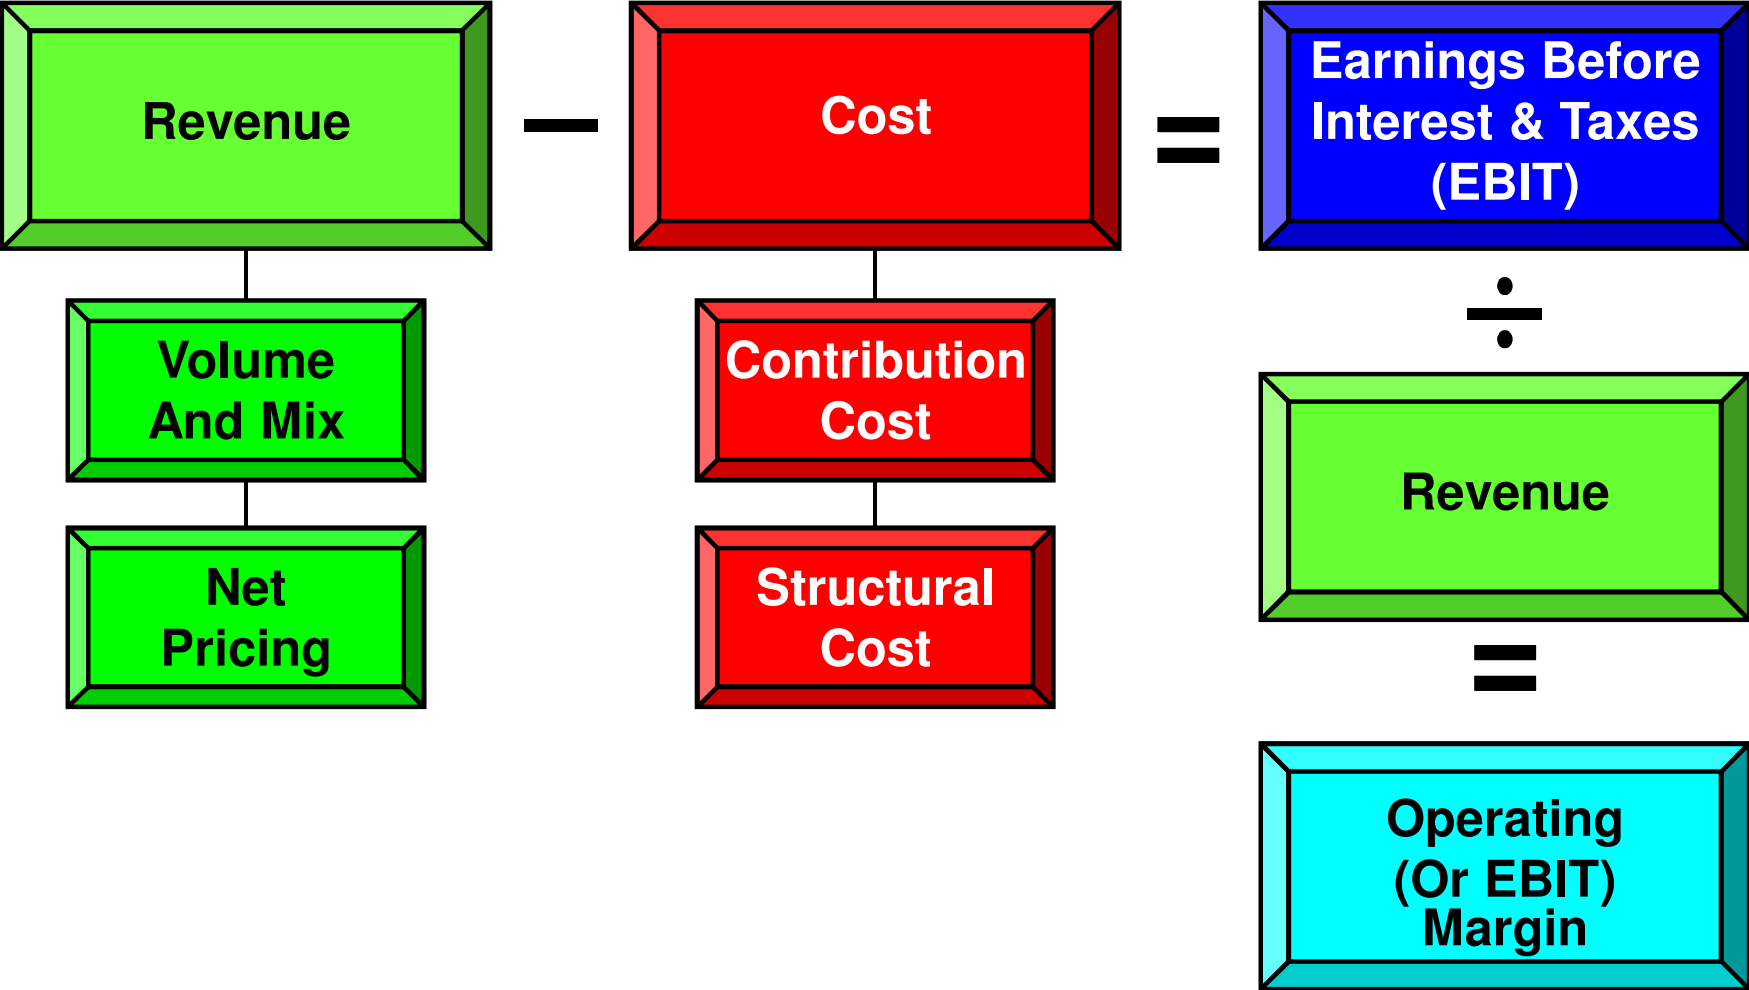 Revenue
−
Cost
=
Earnings Before
Interest & Taxes
(EBIT)
Volume
And Mix
Net
Pricing
Contribution
Cost
Structural
Cost
÷
Revenue
=
Operating
(Or EBIT)
Margin